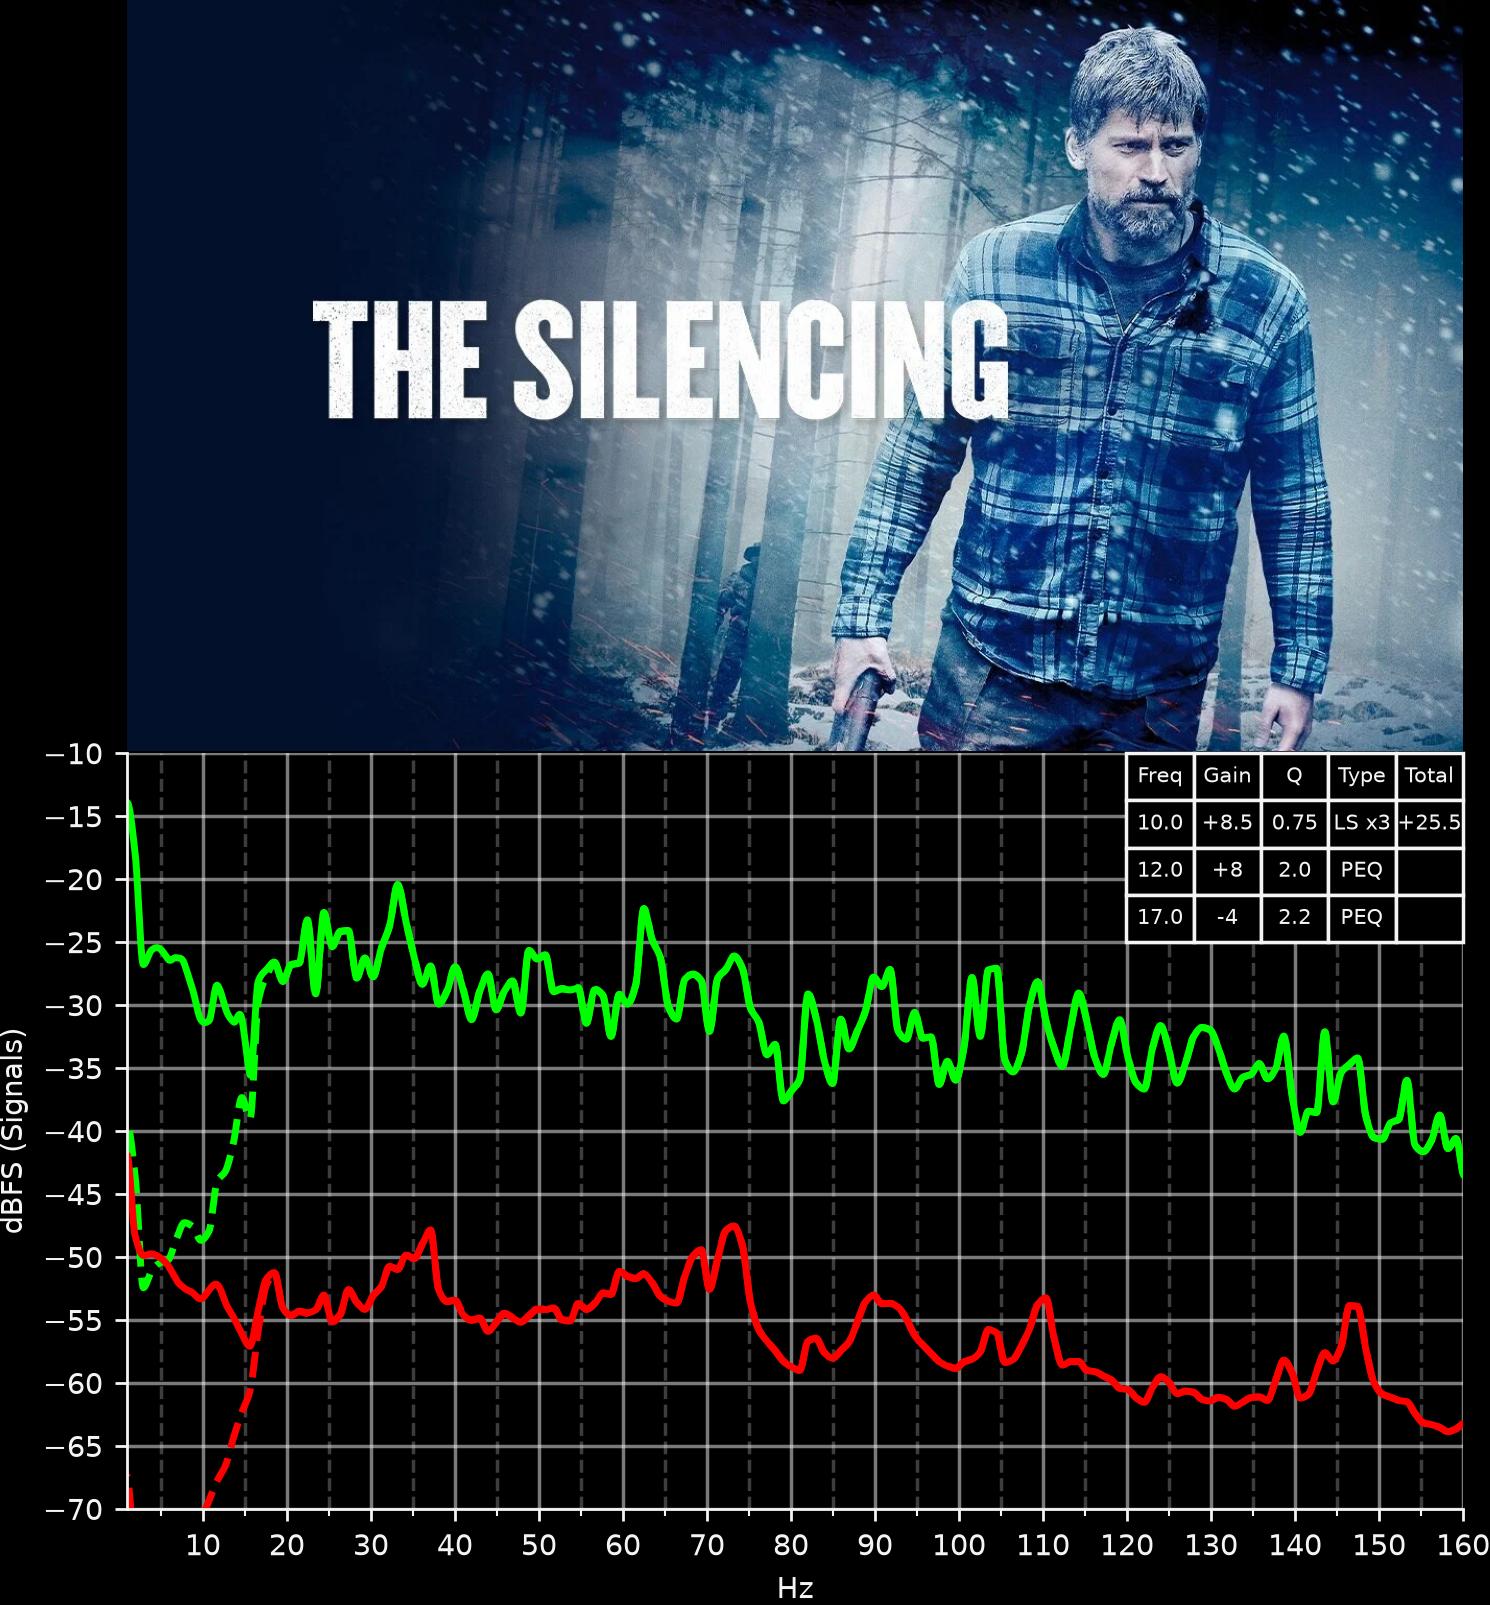 THE SILENCING
Freq Gain Q Type Total
10.0 +8.5 0.75 LS x3 +25.5
12.0 +8 2.0 PEQ
17.0 -4 2.2 PEQ
−10
−15
−20
−25
−30
−35
−40
−45
−50
−55
−60
−65
−70
dBFS (Signals)
10 20 30 40 50 60 70 80 90 100 110 120 130 140 150 160
Hz